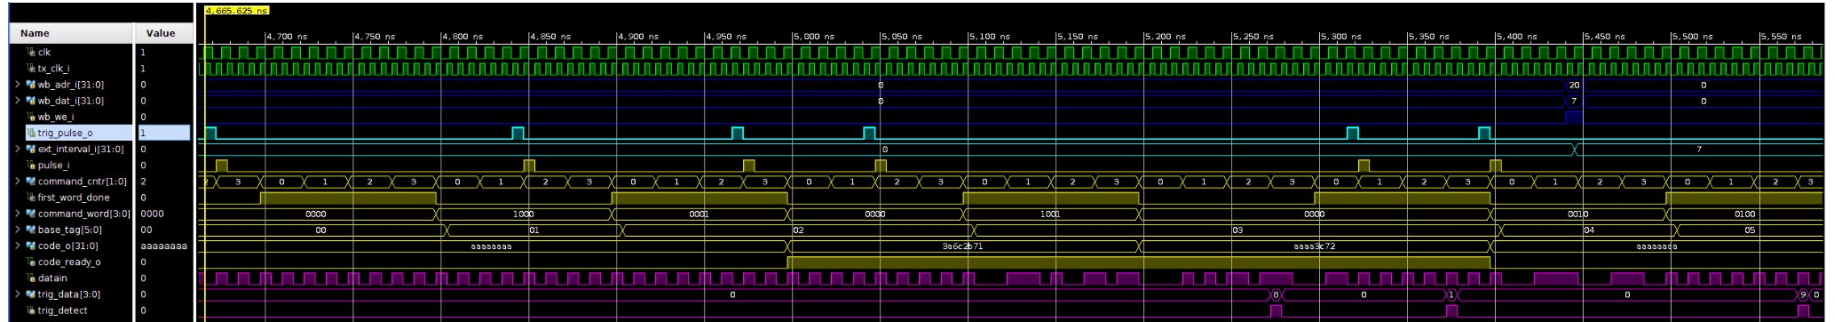 4,665.625 ns
Name Value 4,700 ns 4,750 ns 4,800 ns 4,850 ns 4,900 ns 4,950 ns 5,000 ns 5,050 ns 5,100 ns 5,150 ns 5,200 ns 5,250 ns 5,300 ns 5,350 ns 5,400 ns 5,450 ns 5,500 ns 5,550 ns
clk 1
tx_clk_i 1
wb_adr_i[31:0] 0 0 20 0
wb_dat_i[31:0] 0 0 7 0
wb_we_i 0
trig_pulse_o 1
ext_interval_i[31:0] 0 0 7
pulse_i 0
command_cntr[1:0] 2 2 3 0 1 2 3 0 1 2 3 0 1 2 3 0 1 2 3 0 1 2 3 0 1 2 3 0 1 2 3 0 1 2 3 0 1 2 3
first_word_done 0
command_word[3:0] 0000 0000 1000 0001 0000 1001 0000 0010 0100
base_tag[5:0] 00 00 01 02 03 04 05
code_o[31:0] aaaaaaaa aaaaaaaa 3a6c2b71 aaaa3c72 aaaaaaaa
code_ready_o 0
datain 0
trig_data[3:0] 0 0 8 0 1 0 9 0
trig_detect 0